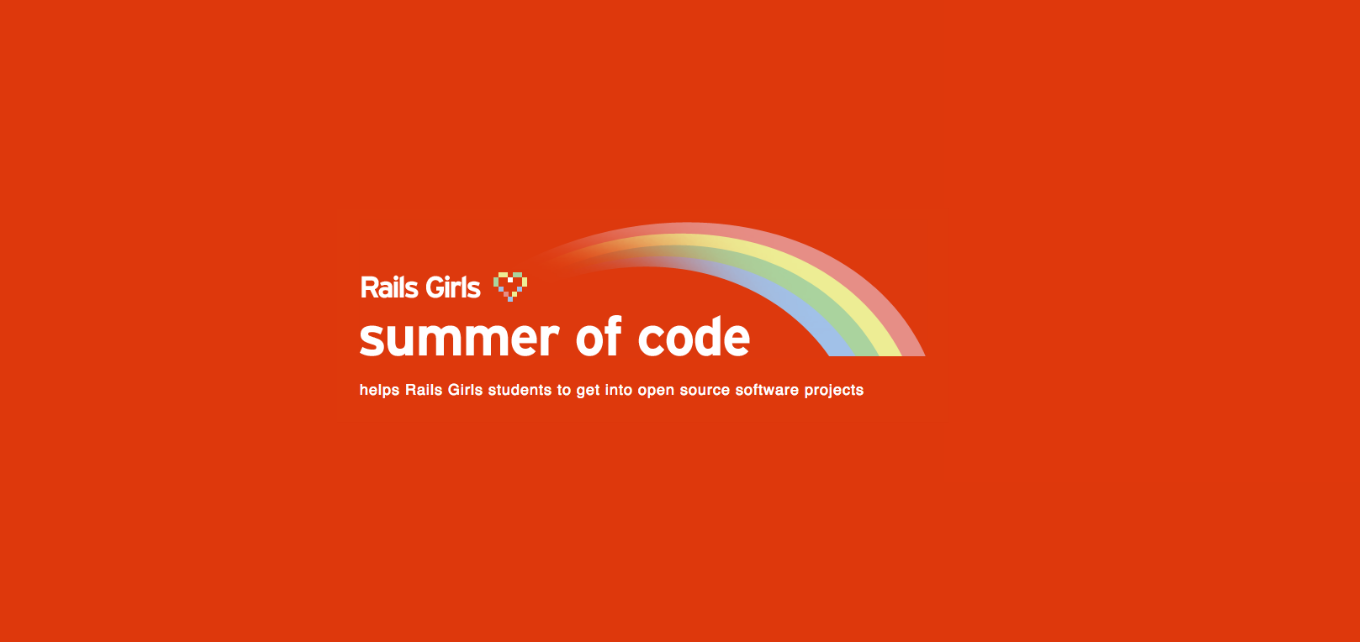 Rails Girls
summer of code
helps Rails Girls students to get into open source software projects